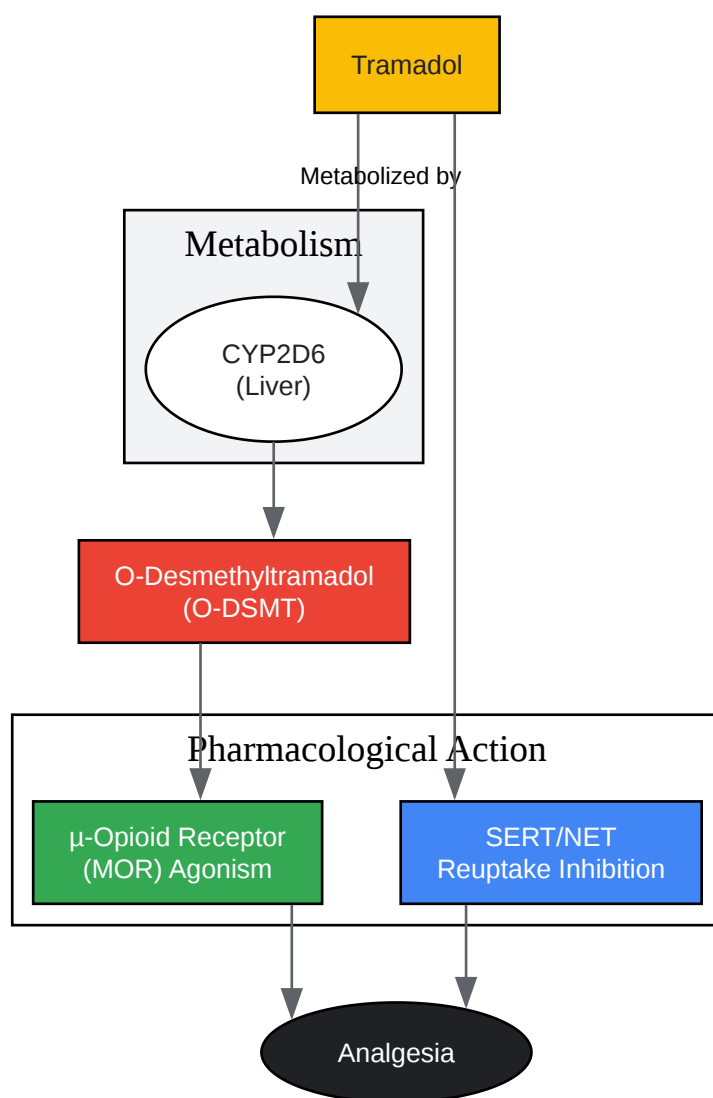 Tramadol
Metabolized by
Metabolism
CYP2D6
(Liver)
O-Desmethyltramadol
(O-DSMT)
Pharmacological Action
µ-Opioid Receptor
(MOR) Agonism
SERT/NET
Reuptake Inhibition
Analgesia